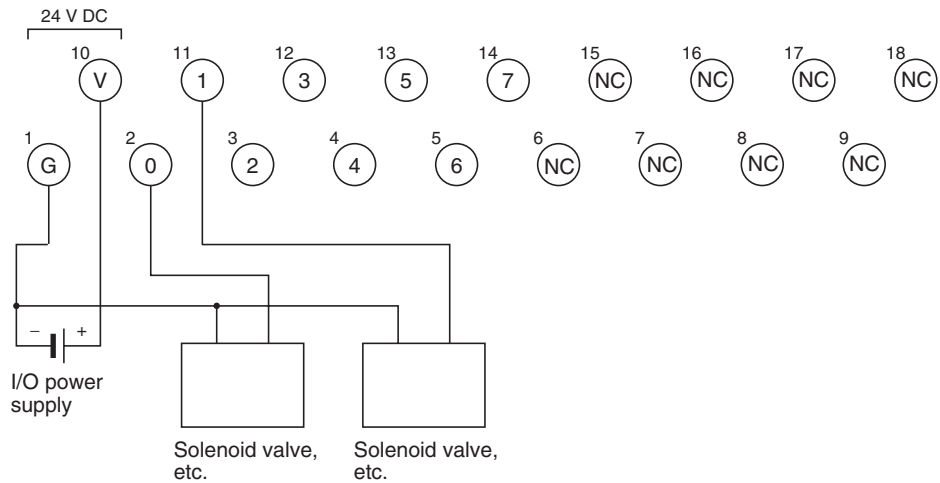 24 V DC
10 11 12 13 14 15 16 17 18
V 1 3 5 7 NC NC NC NC
1 2 3 4 5 6 7 8 9
G 0 2 4 6 NC NC NC NC
– +
I/O power
supply
Solenoid valve,
etc.
Solenoid valve,
etc.